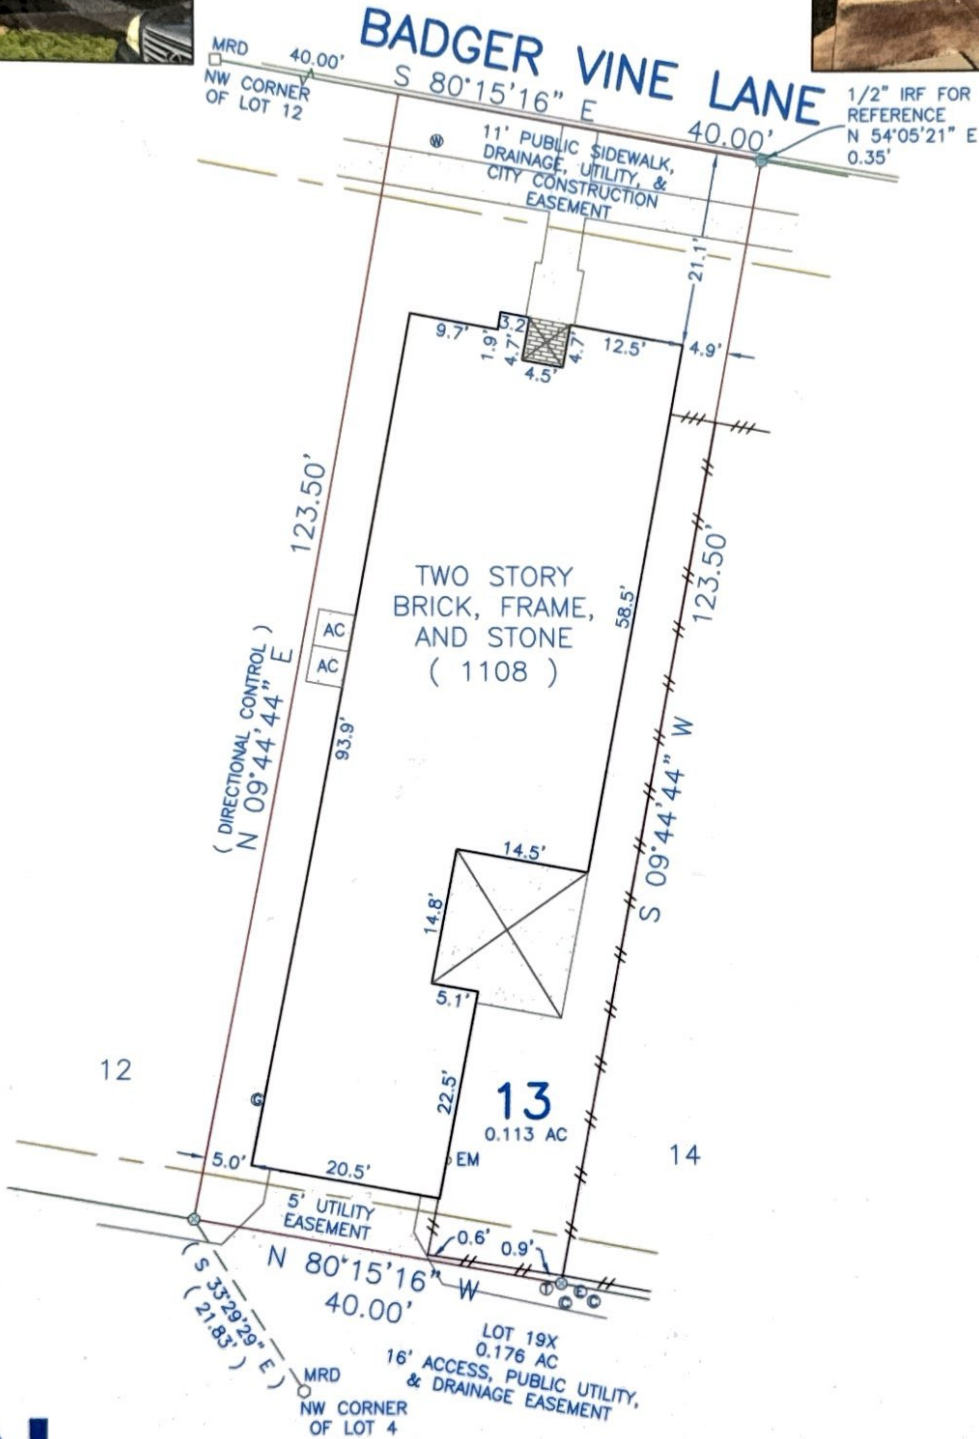 BADGER VINE LANE
MRD
40.00'
NW CORNER
OF LOT 12
S 80°15'16" E
40.00'
1/2" IRF FOR
REFERENCE
N 54°05'21" E
0.35'
11' PUBLIC SIDEWALK,
DRAINAGE, UTILITY, &
CITY CONSTRUCTION
EASEMENT
W
21.1'
9.7'
1.9'
3.2'
4.7'
4.5'
4.7'
12.5'
4.9'
123.50'
123.50'
TWO STORY
BRICK, FRAME,
AND STONE
( 1108 )
58.5'
AC
AC
( DIRECTIONAL CONTROL )
N 09°44'44" E
93.9'
S 09°44'44" W
14.5'
14.8'
5.1'
22.5'
12
13
0.113 AC
14
G
EM
5.0'
20.5'
5' UTILITY
EASEMENT
0.6'
0.9'
N 80°15'16" W
40.00'
T
E
C
C
( S 33°29'29" E )
( 21.83' )
LOT 19X
0.176 AC
16' ACCESS, PUBLIC UTILITY,
& DRAINAGE EASEMENT
MRD
NW CORNER
OF LOT 4